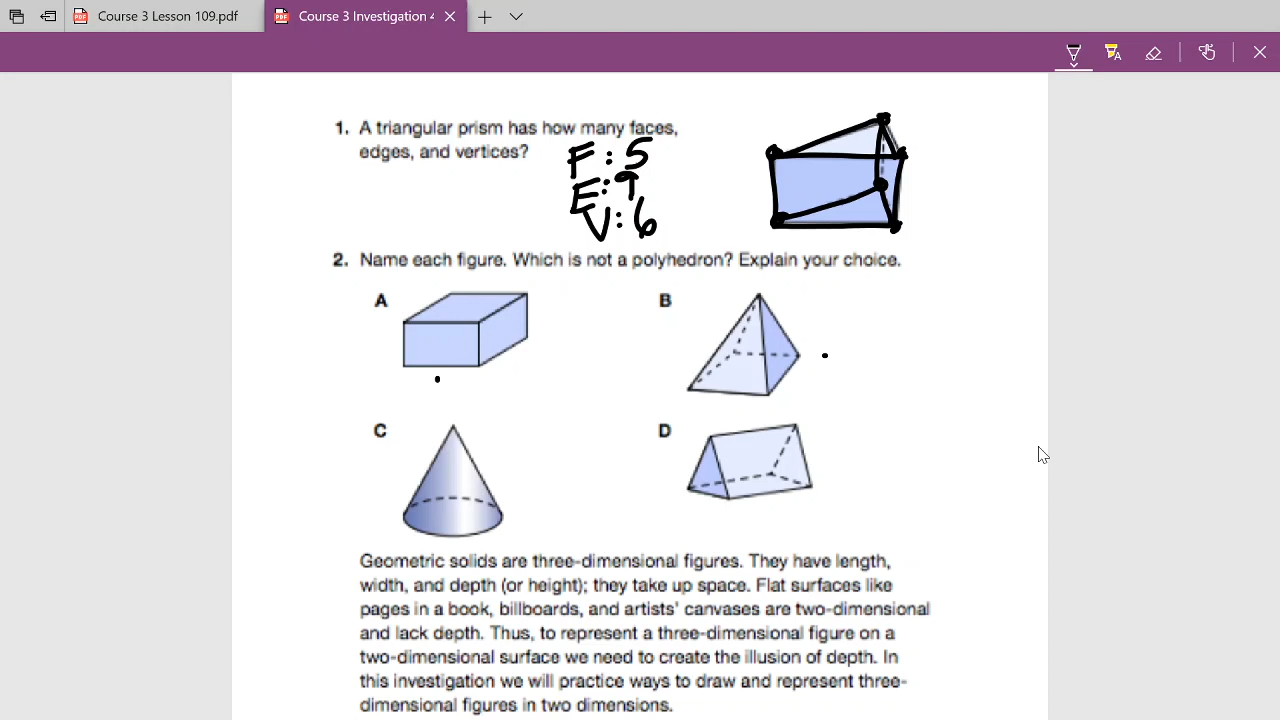 Course 3 Lesson 109.pdf
Course 3 Investigation 4
1. A triangular prism has how many faces,
edges, and vertices?
F: 5
E: 9
V: 6
2. Name each figure. Which is not a polyhedron? Explain your choice.
A
B
C
D
Geometric solids are three-dimensional figures. They have length,
width, and depth (or height); they take up space. Flat surfaces like
pages in a book, billboards, and artists' canvases are two-dimensional
and lack depth. Thus, to represent a three-dimensional figure on a
two-dimensional surface we need to create the illusion of depth. In
this investigation we will practice ways to draw and represent three-
dimensional figures in two dimensions.